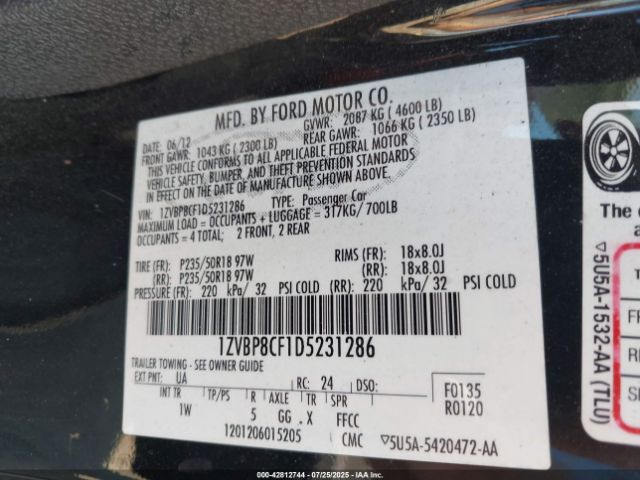 MFD. BY FORD MOTOR CO.
DATE: 06/12 GVWR: 2087 KG ( 4600 LB)
FRONT GAWR: 1043 KG ( 2300 LB) REAR GAWR: 1066 KG ( 2350 LB)
THIS VEHICLE CONFORMS TO ALL APPLICABLE FEDERAL MOTOR
VEHICLE SAFETY, BUMPER, AND THEFT PREVENTION STANDARDS
IN EFFECT ON THE DATE OF MANUFACTURE SHOWN ABOVE.
VIN: 1ZVBP8CF1D5231286 TYPE: Passenger Car
MAXIMUM LOAD = OCCUPANTS + LUGGAGE = 317KG/700LB
OCCUPANTS = 4 TOTAL; 2 FRONT, 2 REAR
TIRE (FR): P235/50R18 97W RIMS (FR): 18x8.0J
(RR): P235/50R18 97W (RR): 18x8.0J
PRESSURE (FR): 220 kPa/ 32 PSI COLD (RR): 220 kPa/ 32 PSI COLD
1ZVBP8CF1D5231286
TRAILER TOWING - SEE OWNER GUIDE
EXT PNT: UA RC: 24 DSO: F0135
INT TR TP/PS R AXLE TR SPR R0120
1W 5 GG . X FFCC
1201206015205 CMC ▽5U5A-5420472-AA
The
a
▽5U5A-1532-AA (TLU)
000-42812744 07/25/2025 ©IAA, Inc.